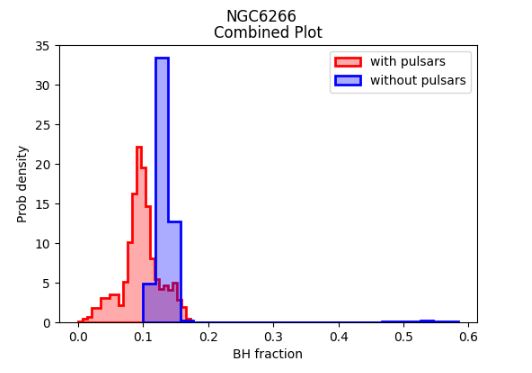 NGC6266
Combined Plot
with pulsars
without pulsars
Prob density
35
30
25
20
15
10
5
0
0.0 0.1 0.2 0.3 0.4 0.5 0.6
BH fraction